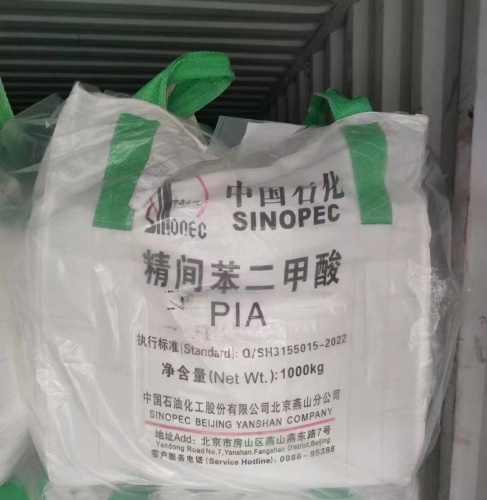 中国石化
SINOPEC
中国石化
SINOPEC
精间苯二甲酸
PIA
执行标准(Standard): Q/SH3155015-2022
净含量(Net Wt.):1000kg
中国石油化工股份有限公司北京燕山分公司
SINOPEC BEIJING YANSHAN COMPANY
地址Add: 北京市房山区燕山燕东路7号
Yandong Road No.7,Yanshan,Fangshan District,Beijing
客户服务电话(Service Hotline): 0086-95388